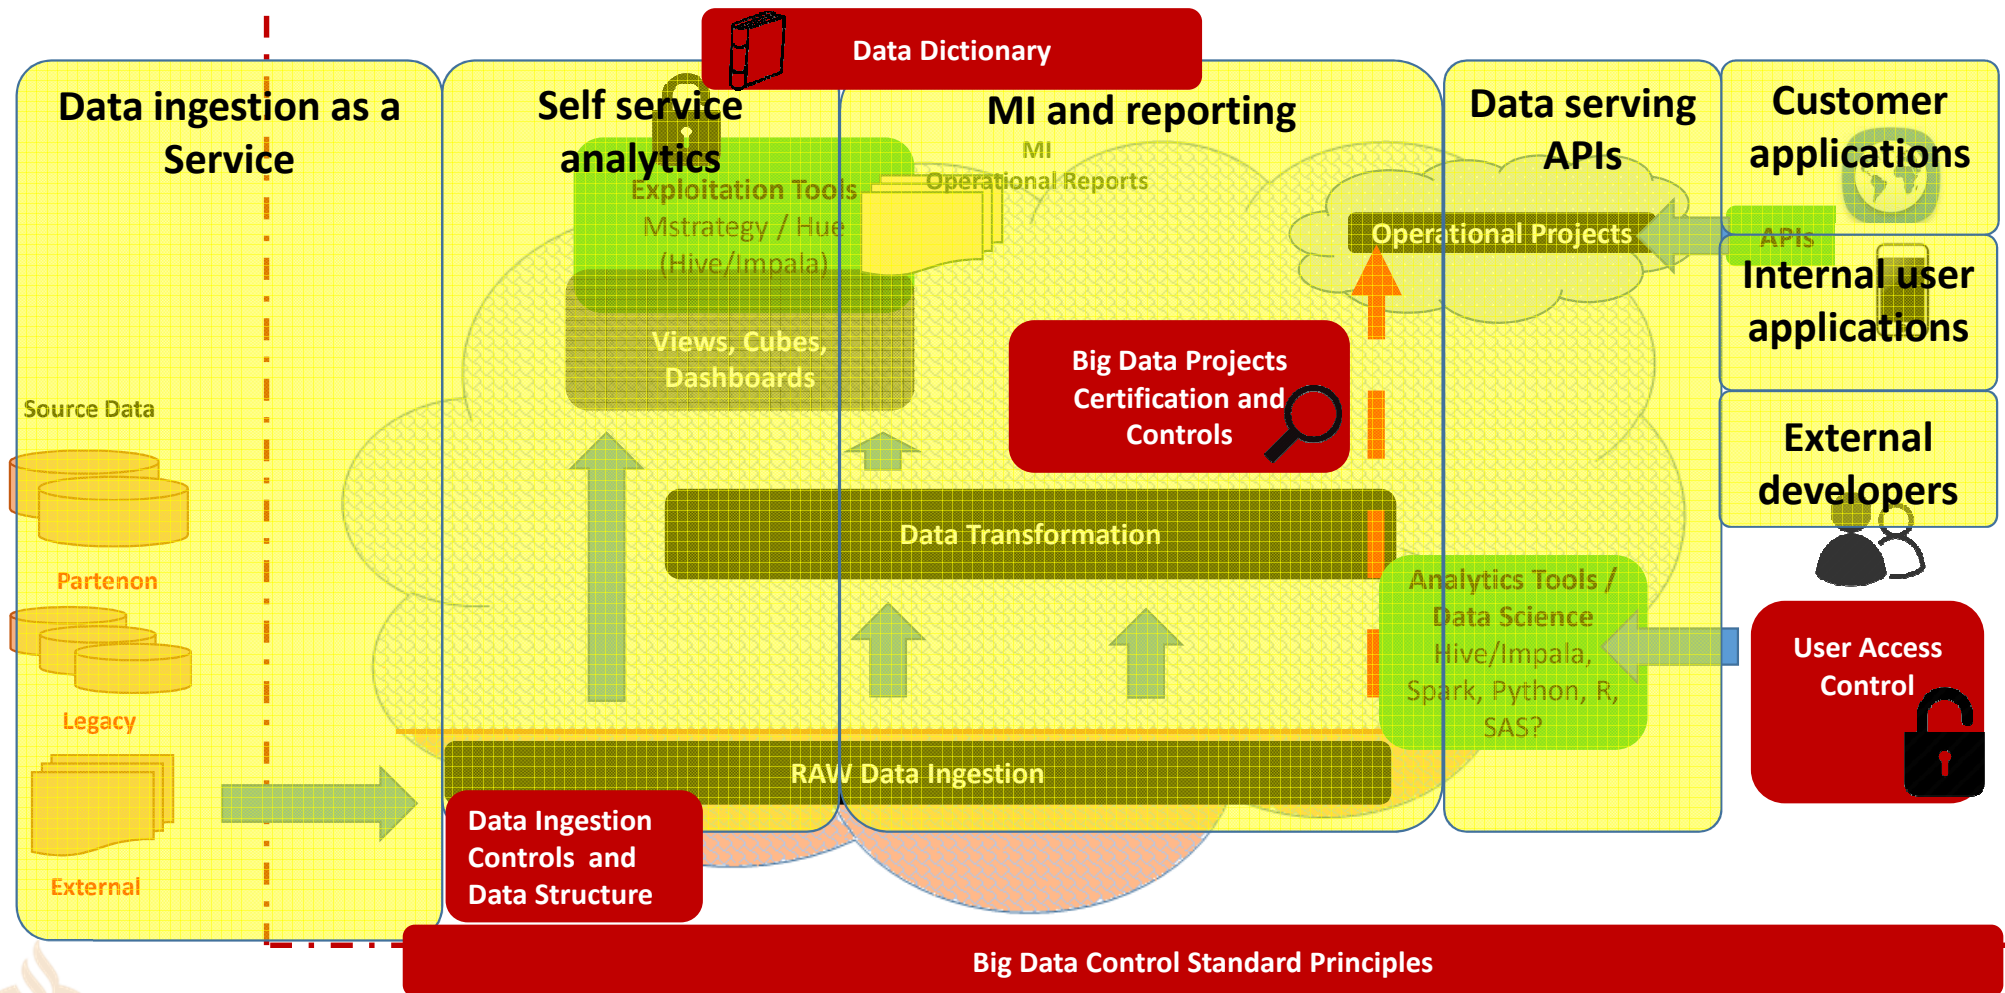 Data Dictionary
Data ingestion as a
Service
Self service
analytics
MI and reporting
Data serving
APIs
Customer
applications
MI
Operational Reports
Exploitation Tools
Mstrategy / Hue
(Hive/Impala)
Operational Projects
APIs
Internal user
applications
Views, Cubes,
Dashboards
Big Data Projects
Certification and
Controls
Source Data
External
developers
Data Transformation
Partenon
Analytics Tools /
Data Science
Hive/Impala,
Spark, Python, R,
SAS?
User Access
Control
Legacy
RAW Data Ingestion
Data Ingestion
Controls and
Data Structure
External
Big Data Control Standard Principles